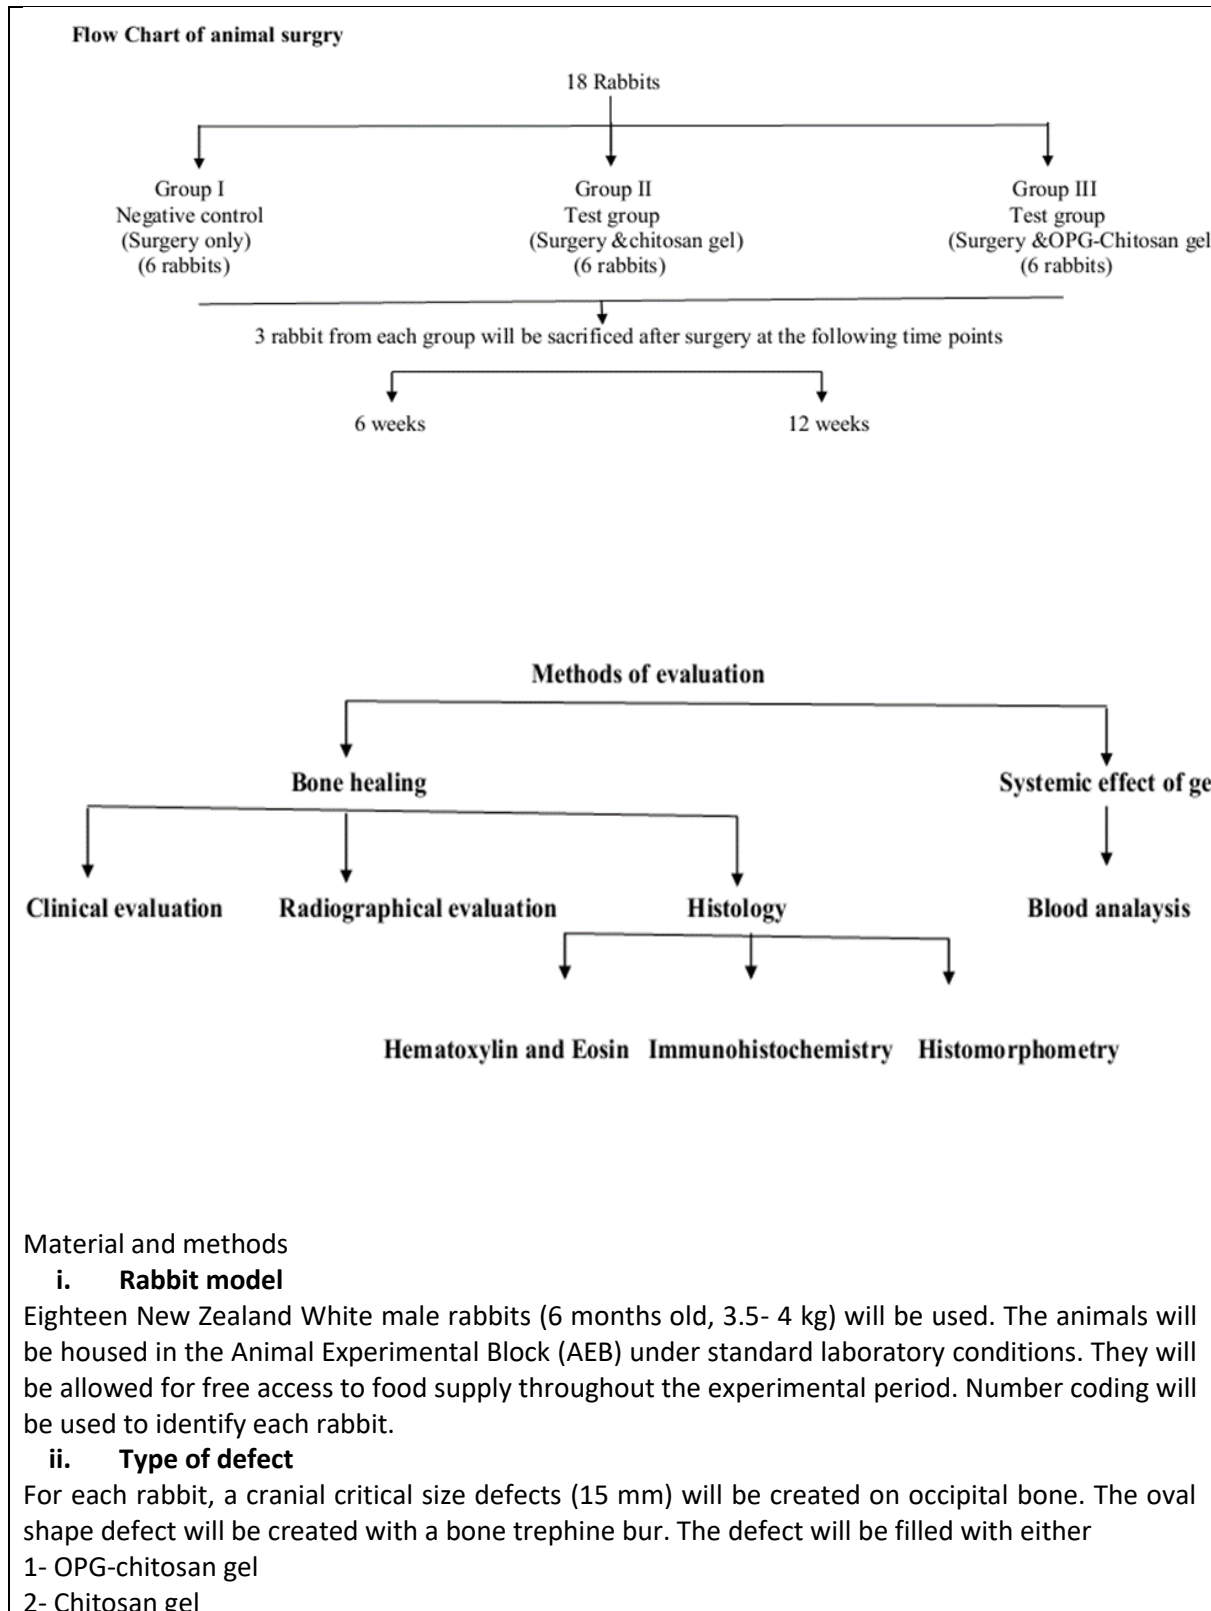 Flow Chart of animal surgry
18 Rabbits
Group I
Negative control
(Surgery only)
(6 rabbits)
Group II
Test group
(Surgery &chitosan gel)
(6 rabbits)
Group III
Test group
(Surgery &OPG-Chitosan gel
(6 rabbits)
3 rabbit from each group will be sacrificed after surgery at the following time points
6 weeks
12 weeks
Methods of evaluation
Bone healing
Systemic effect of ge
Clinical evaluation
Radiographical evaluation
Histology
Blood analaysis
Hematoxylin and Eosin
Immunohistochemistry
Histomorphometry
Material and methods
i. Rabbit model
Eighteen New Zealand White male rabbits (6 months old, 3.5- 4 kg) will be used. The animals will
be housed in the Animal Experimental Block (AEB) under standard laboratory conditions. They will
be allowed for free access to food supply throughout the experimental period. Number coding will
be used to identify each rabbit.
ii. Type of defect
For each rabbit, a cranial critical size defects (15 mm) will be created on occipital bone. The oval
shape defect will be created with a bone trephine bur. The defect will be filled with either
1- OPG-chitosan gel
2- Chitosan gel